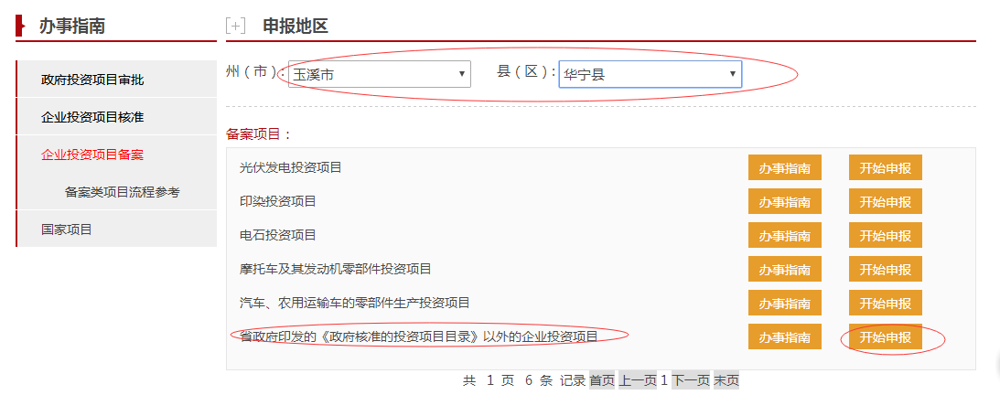 办事指南
政府投资项目审批
企业投资项目核准
企业投资项目备案
备案类项目流程参考
国家项目
[+] 申报地区
州（市）: 玉溪市 县（区）: 华宁县
备案项目：
光伏发电投资项目 办事指南 开始申报
印染投资项目 办事指南 开始申报
电石投资项目 办事指南 开始申报
摩托车及其发动机零部件投资项目 办事指南 开始申报
汽车、农用运输车的零部件生产投资项目 办事指南 开始申报
省政府印发的《政府核准的投资项目目录》以外的企业投资项目 办事指南 开始申报
共 1 页 6 条 记录 首页 上一页 1 下一页 末页